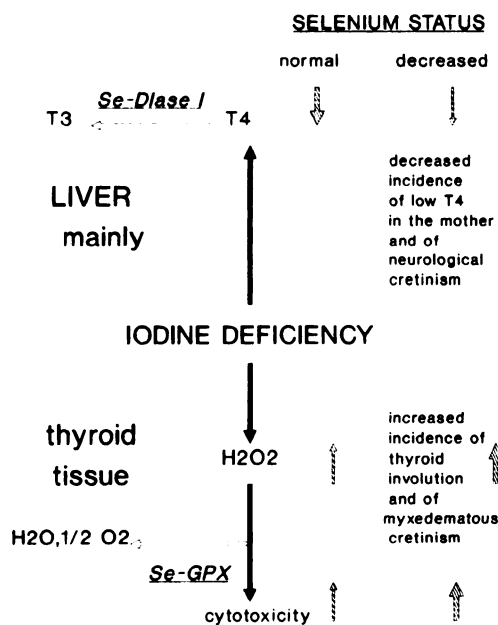 SELENIUM STATUS
normal decreased
Se-DIase I
T3 T4
decreased
incidence
of low T4
in the mother
and of
neurological
cretinism
LIVER
mainly
IODINE DEFICIENCY
thyroid
tissue
H2O2
increased
incidence of
thyroid
involution
and of
myxedematous
cretinism
H2O,1/2 O2
Se-GPX
cytotoxicity